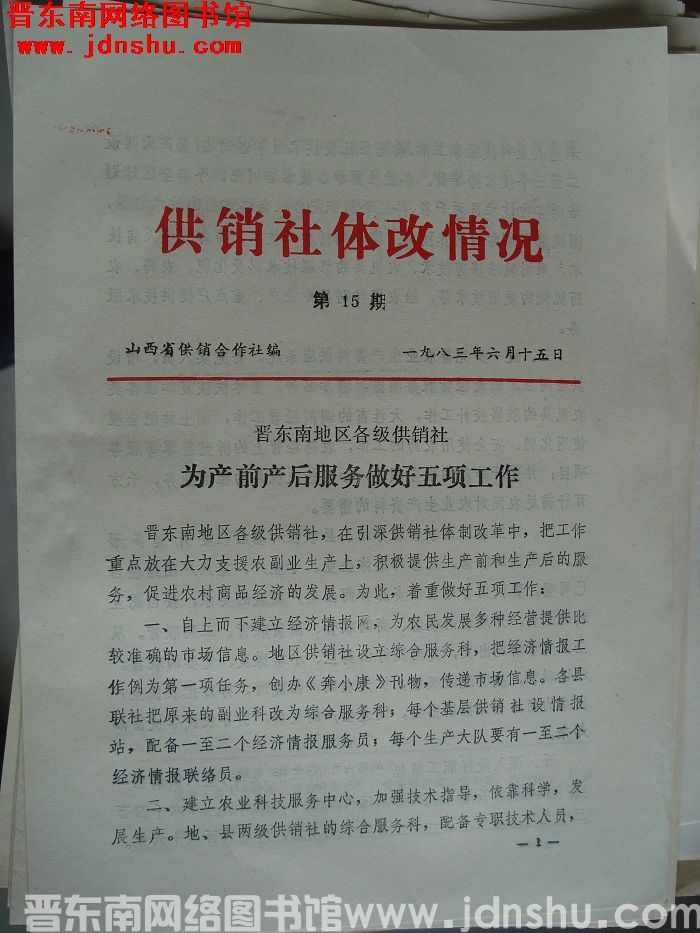 晋东南网络图书馆
www.jdnshu.com
供销社体改情况
第15期
山西省供销合作社编 一九八三年六月十五日
晋东南地区各级供销社
为产前产后服务做好五项工作
晋东南地区各级供销社，在引深供销社体制改革中，把工作
重点放在大力支援农副业生产上，积极提供生产前和生产后的服
务，促进农村商品经济的发展。为此，着重做好五项工作：
一、自上而下建立经济情报网，为农民发展多种经营提供比
较准确的市场信息。地区供销社设立综合服务科，把经济情报工
作例为第一项任务，创办《奔小康》刊物，传递市场信息。各县
联社把原来的副业科改为综合服务科；每个基层供销社设情报
站，配备一至二个经济情报服务员；每个生产大队要有一至二个
经济情报联络员。
二、建立农业科技服务中心，加强技术指导，依靠科学，发
展生产。地、县两级供销社的综合服务科，配备专职技术人员，
—1—
晋东南网络图书馆www.jdnshu.com